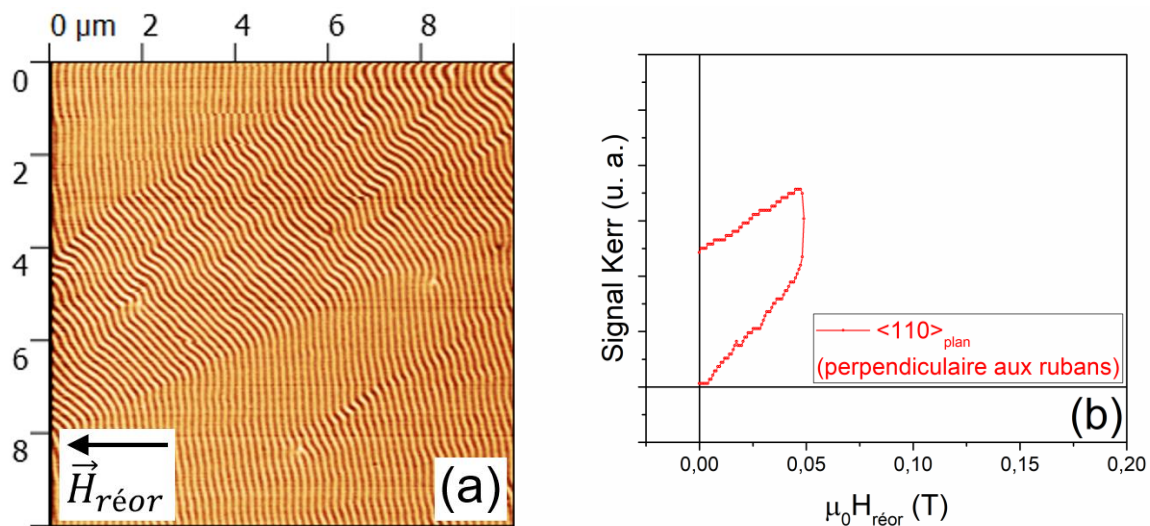 0 µm 2 4 6 8
0
2
4
6
8
H⃗réor
(a)
Signal Kerr (u. a.)
<110>plan
(perpendiculaire aux rubans)
(b)
0,00 0,05 0,10 0,15 0,20
µ0Hréor (T)